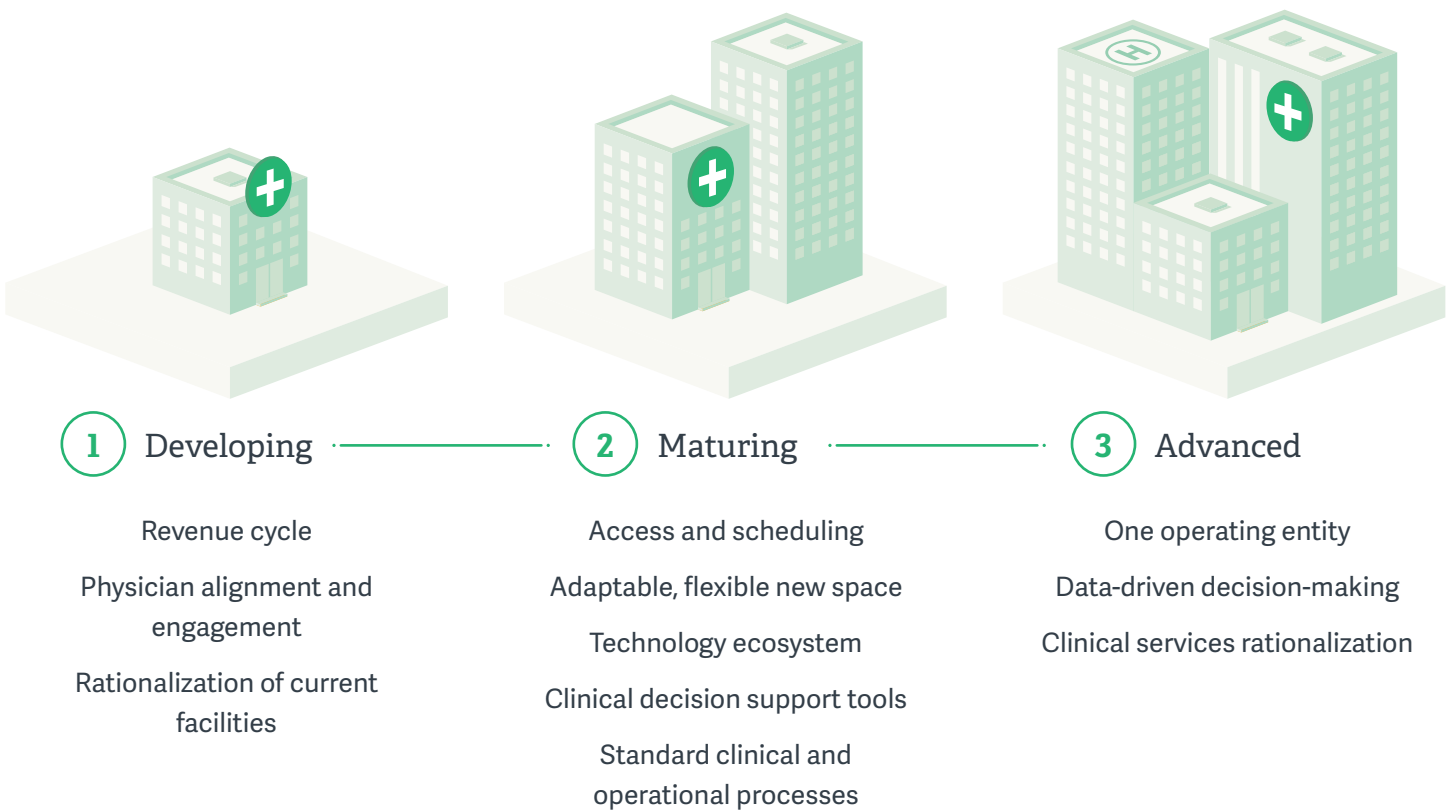 H
1 Developing
2 Maturing
3 Advanced
Revenue cycle
Physician alignment and
engagement
Rationalization of current
facilities
Access and scheduling
Adaptable, flexible new space
Technology ecosystem
Clinical decision support tools
Standard clinical and
operational processes
One operating entity
Data-driven decision-making
Clinical services rationalization